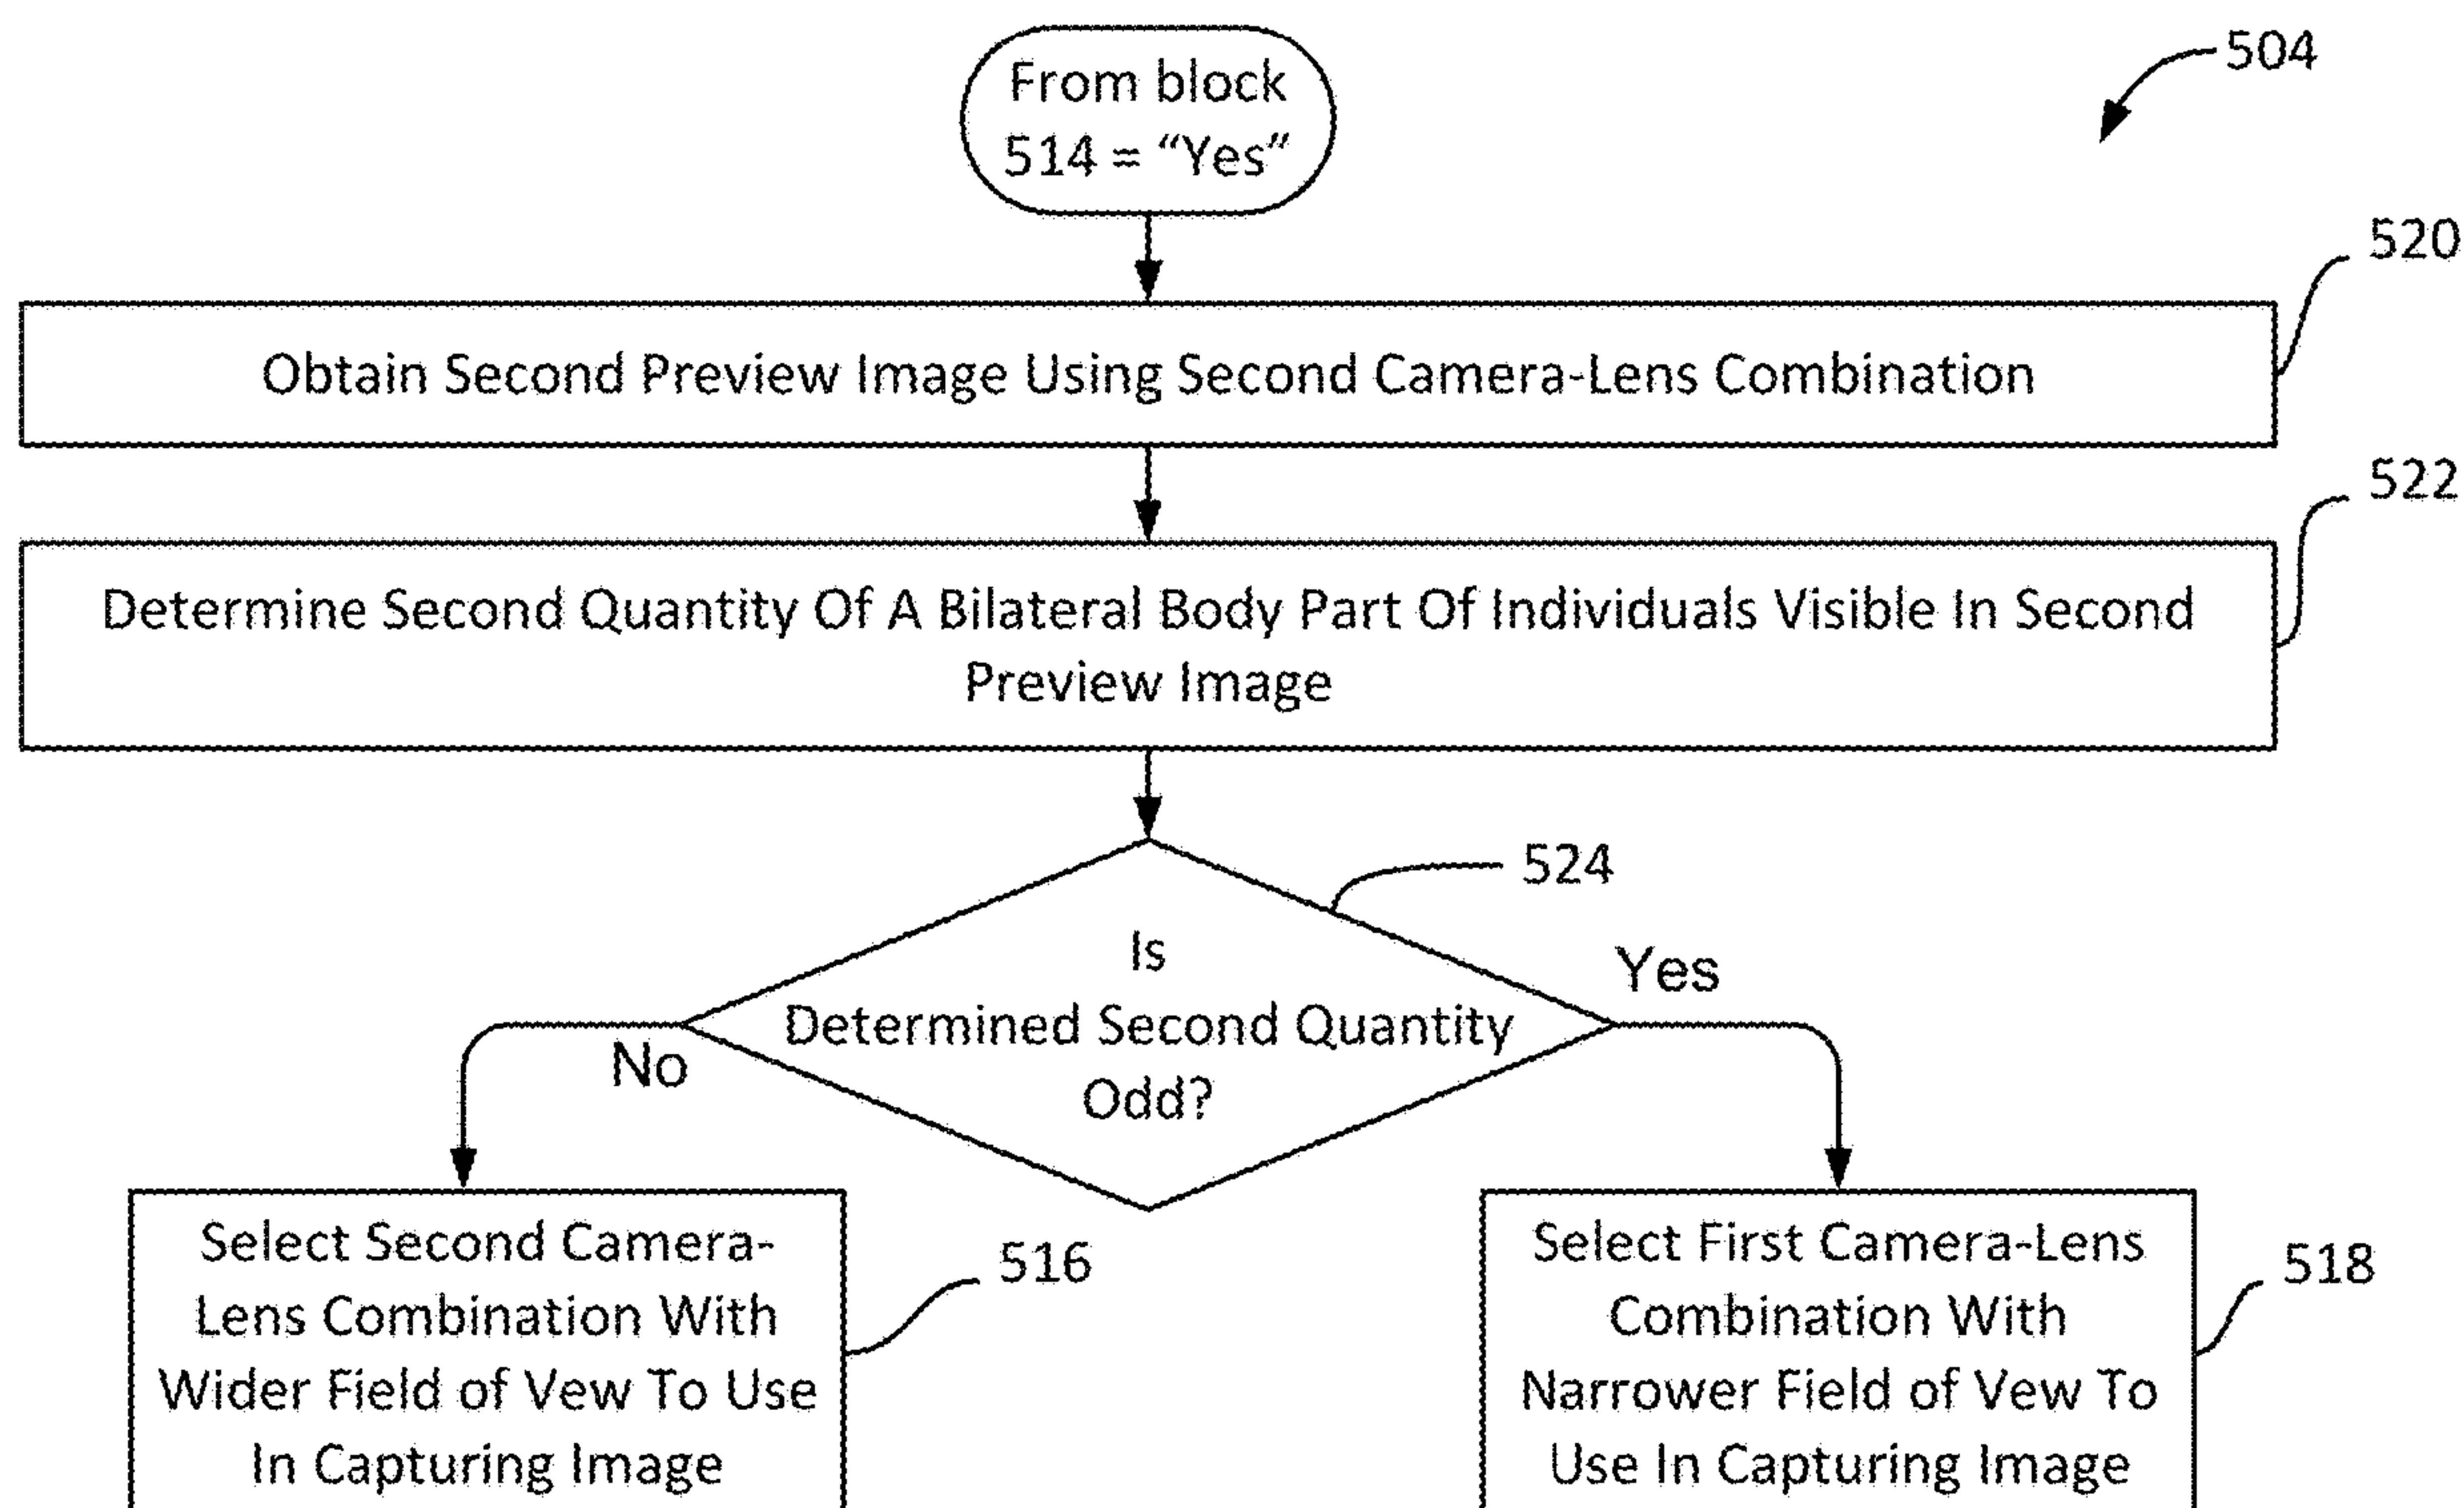 From block
514 = “Yes”
504
520
Obtain Second Preview Image Using Second Camera-Lens Combination
522
Determine Second Quantity Of A Bilateral Body Part Of Individuals Visible In Second
Preview Image
524
Is
Determined Second Quantity
Odd?
Yes
No
Select Second Camera-
Lens Combination With
Wider Field of Vew To Use
In Capturing Image
516
Select First Camera-Lens
Combination With
Narrower Field of Vew To
Use In Capturing Image
518